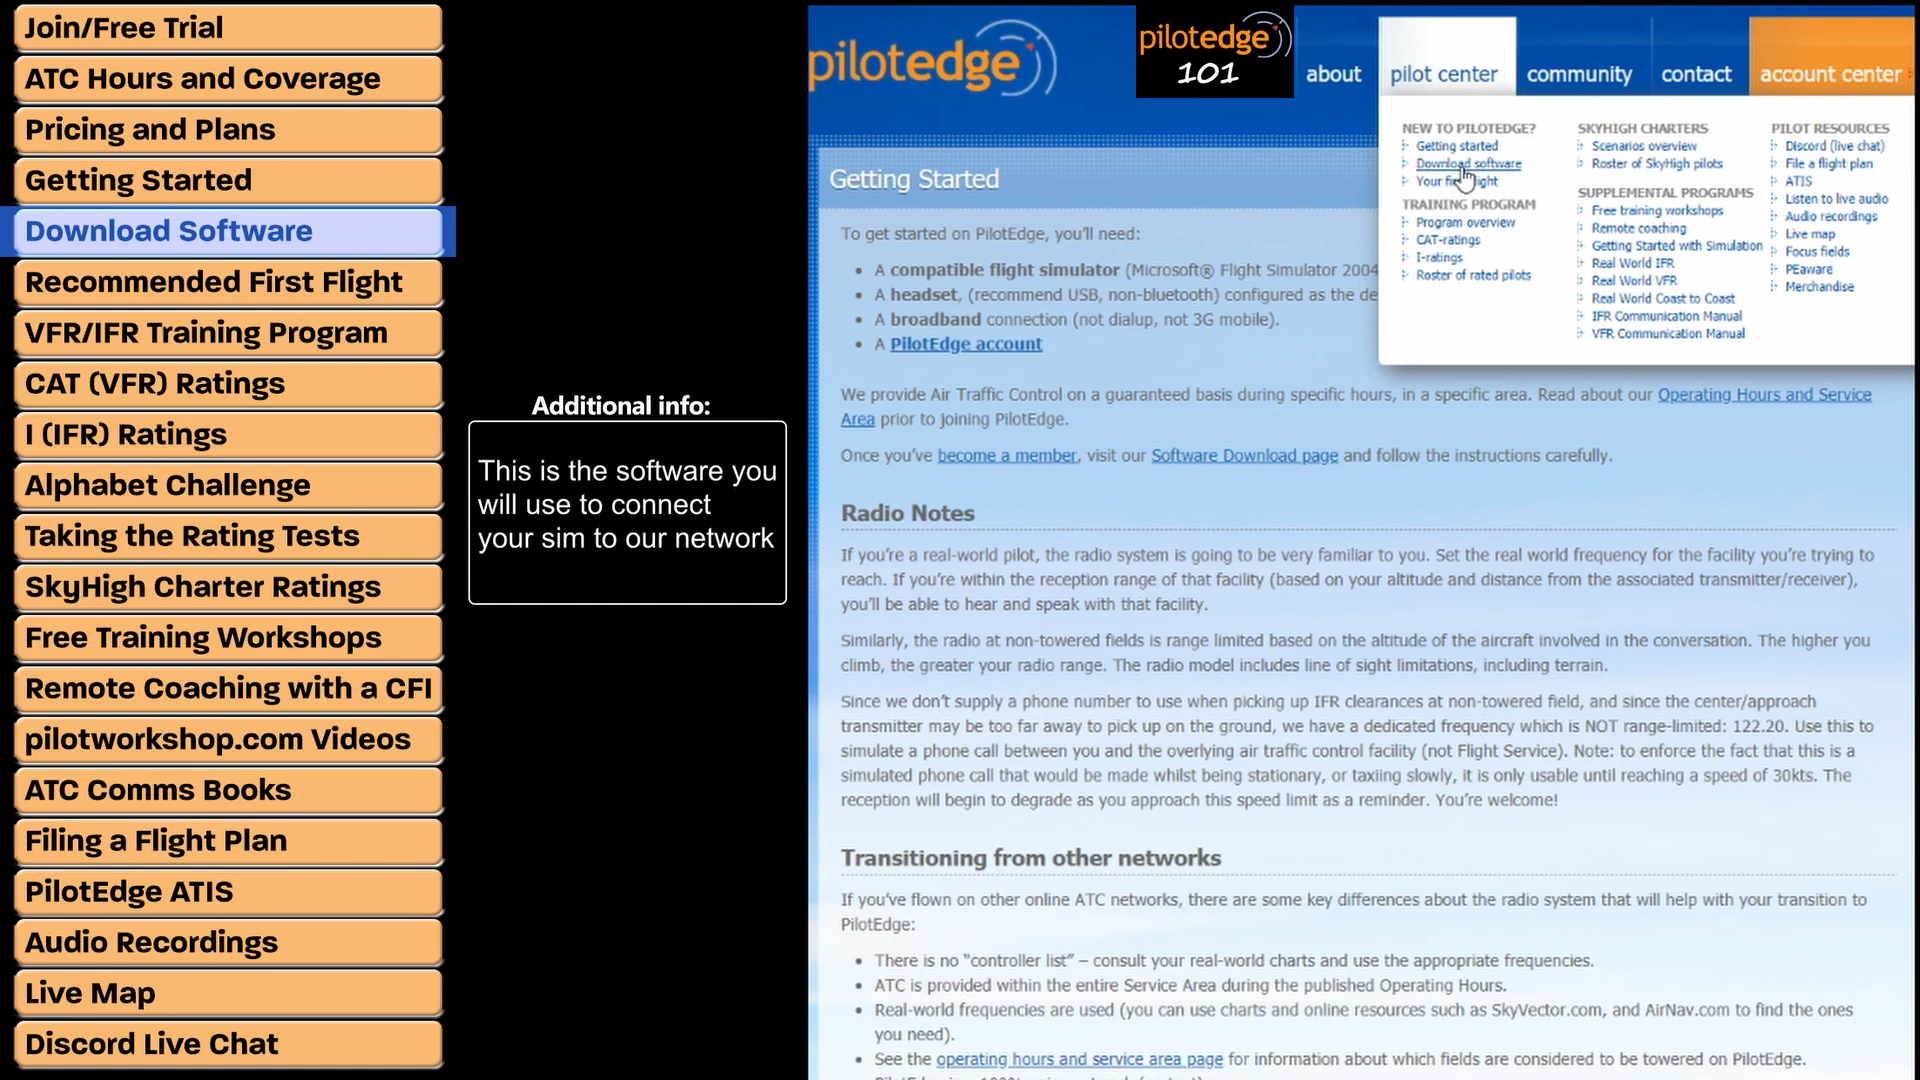 Join/Free Trial
ATC Hours and Coverage
Pricing and Plans
Getting Started
Download Software
Recommended First Flight
VFR/IFR Training Program
CAT (VFR) Ratings
I (IFR) Ratings
Alphabet Challenge
Taking the Rating Tests
SkyHigh Charter Ratings
Free Training Workshops
Remote Coaching with a CFI
pilotworkshop.com Videos
ATC Comms Books
Filing a Flight Plan
PilotEdge ATIS
Audio Recordings
Live Map
Discord Live Chat
Additional info:
This is the software you
will use to connect
your sim to our network
pilotedge
pilotedge
101
about
pilot center
community
contact
account center
NEW TO PILOTEDGE?
Getting started
Download software
Your flight
TRAINING PROGRAM
Program overview
CAT-ratings
I-ratings
Roster of rated pilots
SKYHIGH CHARTERS
Scenarios overview
Roster of SkyHigh pilots
SUPPLEMENTAL PROGRAMS
Free training workshops
Remote coaching
Getting Started with Simulation
Real World IFR
Real World VFR
Real World Coast to Coast
IFR Communication Manual
VFR Communication Manual
PILOT RESOURCES
Discord (live chat)
File a flight plan
ATIS
Listen to live audio
Audio recordings
Live map
Focus fields
PEaware
Merchandise
Getting Started
To get started on PilotEdge, you'll need:
A compatible flight simulator (Microsoft® Flight Simulator 2004
A headset, (recommend USB, non-bluetooth) configured as the de
A broadband connection (not dialup, not 3G mobile).
A PilotEdge account
We provide Air Traffic Control on a guaranteed basis during specific hours, in a specific area. Read about our Operating Hours and Service
Area prior to joining PilotEdge.
Once you've become a member, visit our Software Download page and follow the instructions carefully.
Radio Notes
If you're a real-world pilot, the radio system is going to be very familiar to you. Set the real world frequency for the facility you're trying to
reach. If you're within the reception range of that facility (based on your altitude and distance from the associated transmitter/receiver),
you'll be able to hear and speak with that facility.
Similarly, the radio at non-towered fields is range limited based on the altitude of the aircraft involved in the conversation. The higher you
climb, the greater your radio range. The radio model includes line of sight limitations, including terrain.
Since we don't supply a phone number to use when picking up IFR clearances at non-towered field, and since the center/approach
transmitter may be too far away to pick up on the ground, we have a dedicated frequency which is NOT range-limited: 122.20. Use this to
simulate a phone call between you and the overlying air traffic control facility (not Flight Service). Note: to enforce the fact that this is a
simulated phone call that would be made whilst being stationary, or taxiing slowly, it is only usable until reaching a speed of 30kts. The
reception will begin to degrade as you approach this speed limit as a reminder. You're welcome!
Transitioning from other networks
If you've flown on other online ATC networks, there are some key differences about the radio system that will help with your transition to
PilotEdge:
There is no "controller list" – consult your real-world charts and use the appropriate frequencies.
ATC is provided within the entire Service Area during the published Operating Hours.
Real-world frequencies are used (you can use charts and online resources such as SkyVector.com, and AirNav.com to find the ones
you need).
See the operating hours and service area page for information about which fields are considered to be towered on PilotEdge.